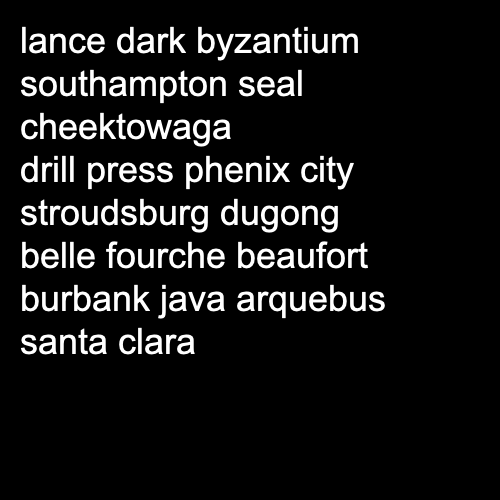 lance dark byzantium
southampton seal
cheektowaga
drill press phenix city
stroudsburg dugong
belle fourche beaufort
burbank java arquebus
santa clara